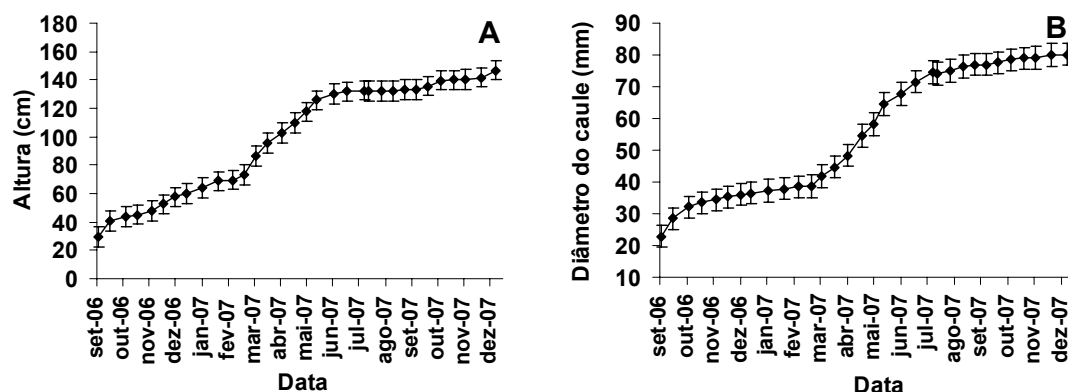 A
Altura (cm)
180
160
140
120
100
80
60
40
20
0
set-06
out-06
nov-06
dez-06
jan-07
fev-07
mar-07
abr-07
mai-07
jun-07
jul-07
ago-07
set-07
out-07
nov-07
dez-07
Data
B
Diâmetro do caule (mm)
90
80
70
60
50
40
30
20
10
set-06
out-06
nov-06
dez-06
jan-07
fev-07
mar-07
abr-07
mai-07
jun-07
jul-07
ago-07
set-07
out-07
nov-07
dez-07
Data